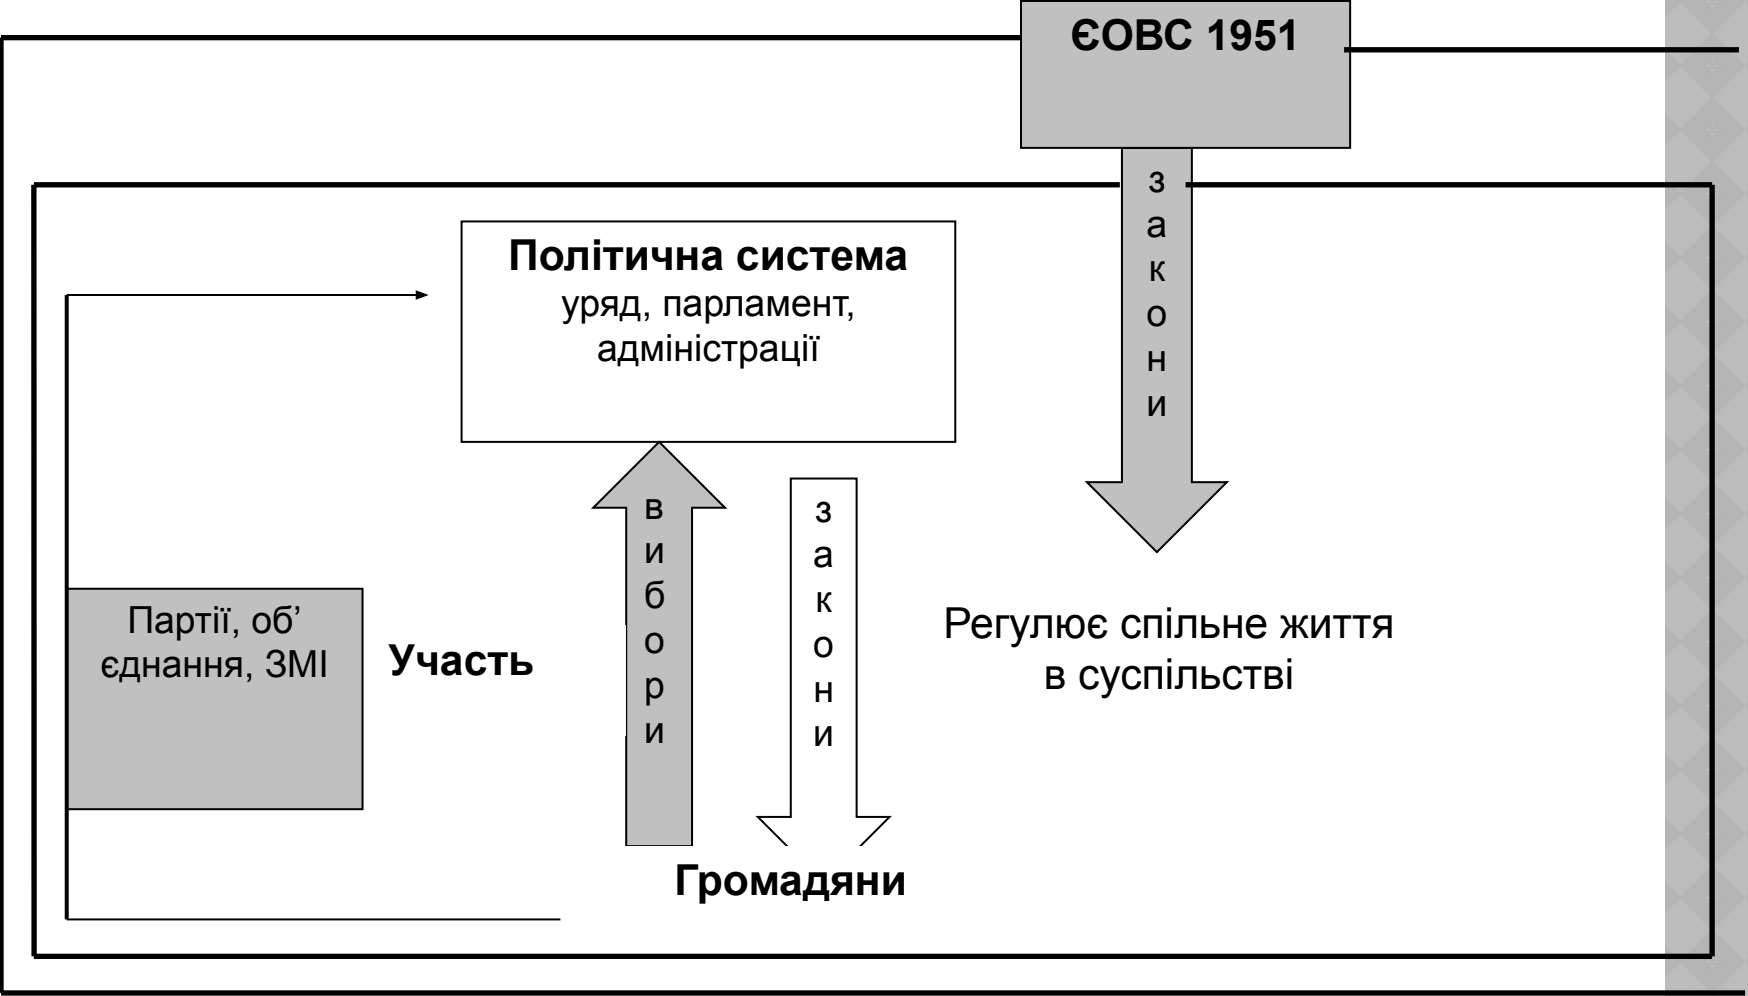 ЄОВС 1951
з
а
к
о
н
и
Політична система
уряд, парламент,
адміністрації
в
и
б
о
р
и
з
а
к
о
н
и
Партії, об’
єднання, ЗМІ
Участь
Регулює спільне життя
в суспільстві
Громадяни